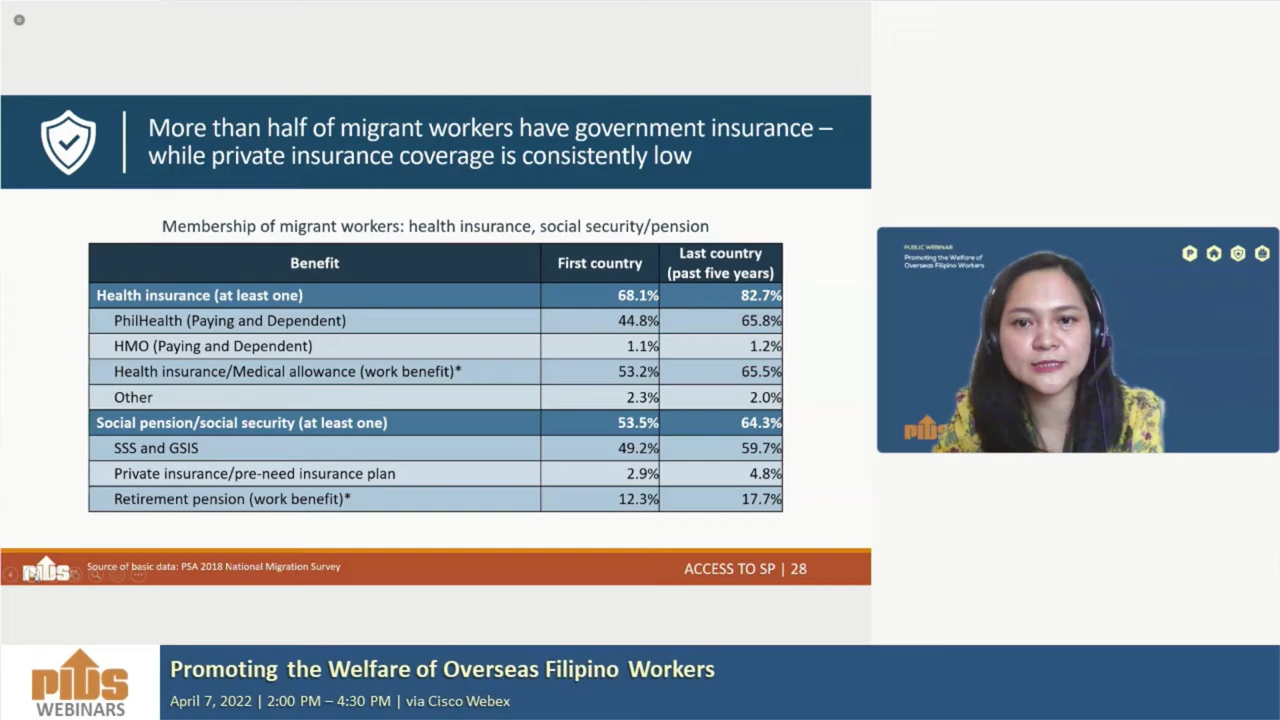 More than half of migrant workers have government insurance –
while private insurance coverage is consistently low
Membership of migrant workers: health insurance, social security/pension
Benefit First country Last country (past five years)
Health insurance (at least one) 68.1% 82.7%
PhilHealth (Paying and Dependent) 44.8% 65.8%
HMO (Paying and Dependent) 1.1% 1.2%
Health insurance/Medical allowance (work benefit)* 53.2% 65.5%
Other 2.3% 2.0%
Social pension/social security (at least one) 53.5% 64.3%
SSS and GSIS 49.2% 59.7%
Private insurance/pre-need insurance plan 2.9% 4.8%
Retirement pension (work benefit)* 12.3% 17.7%
PIDS
Source of basic data: PSA 2018 National Migration Survey
ACCESS TO SP | 28
PUBLIC WEBINAR
Promoting the Welfare of
Overseas Filipino Workers
P
PIDS
PIDS
WEBINARS
Promoting the Welfare of Overseas Filipino Workers
April 7, 2022 | 2:00 PM – 4:30 PM | via Cisco Webex